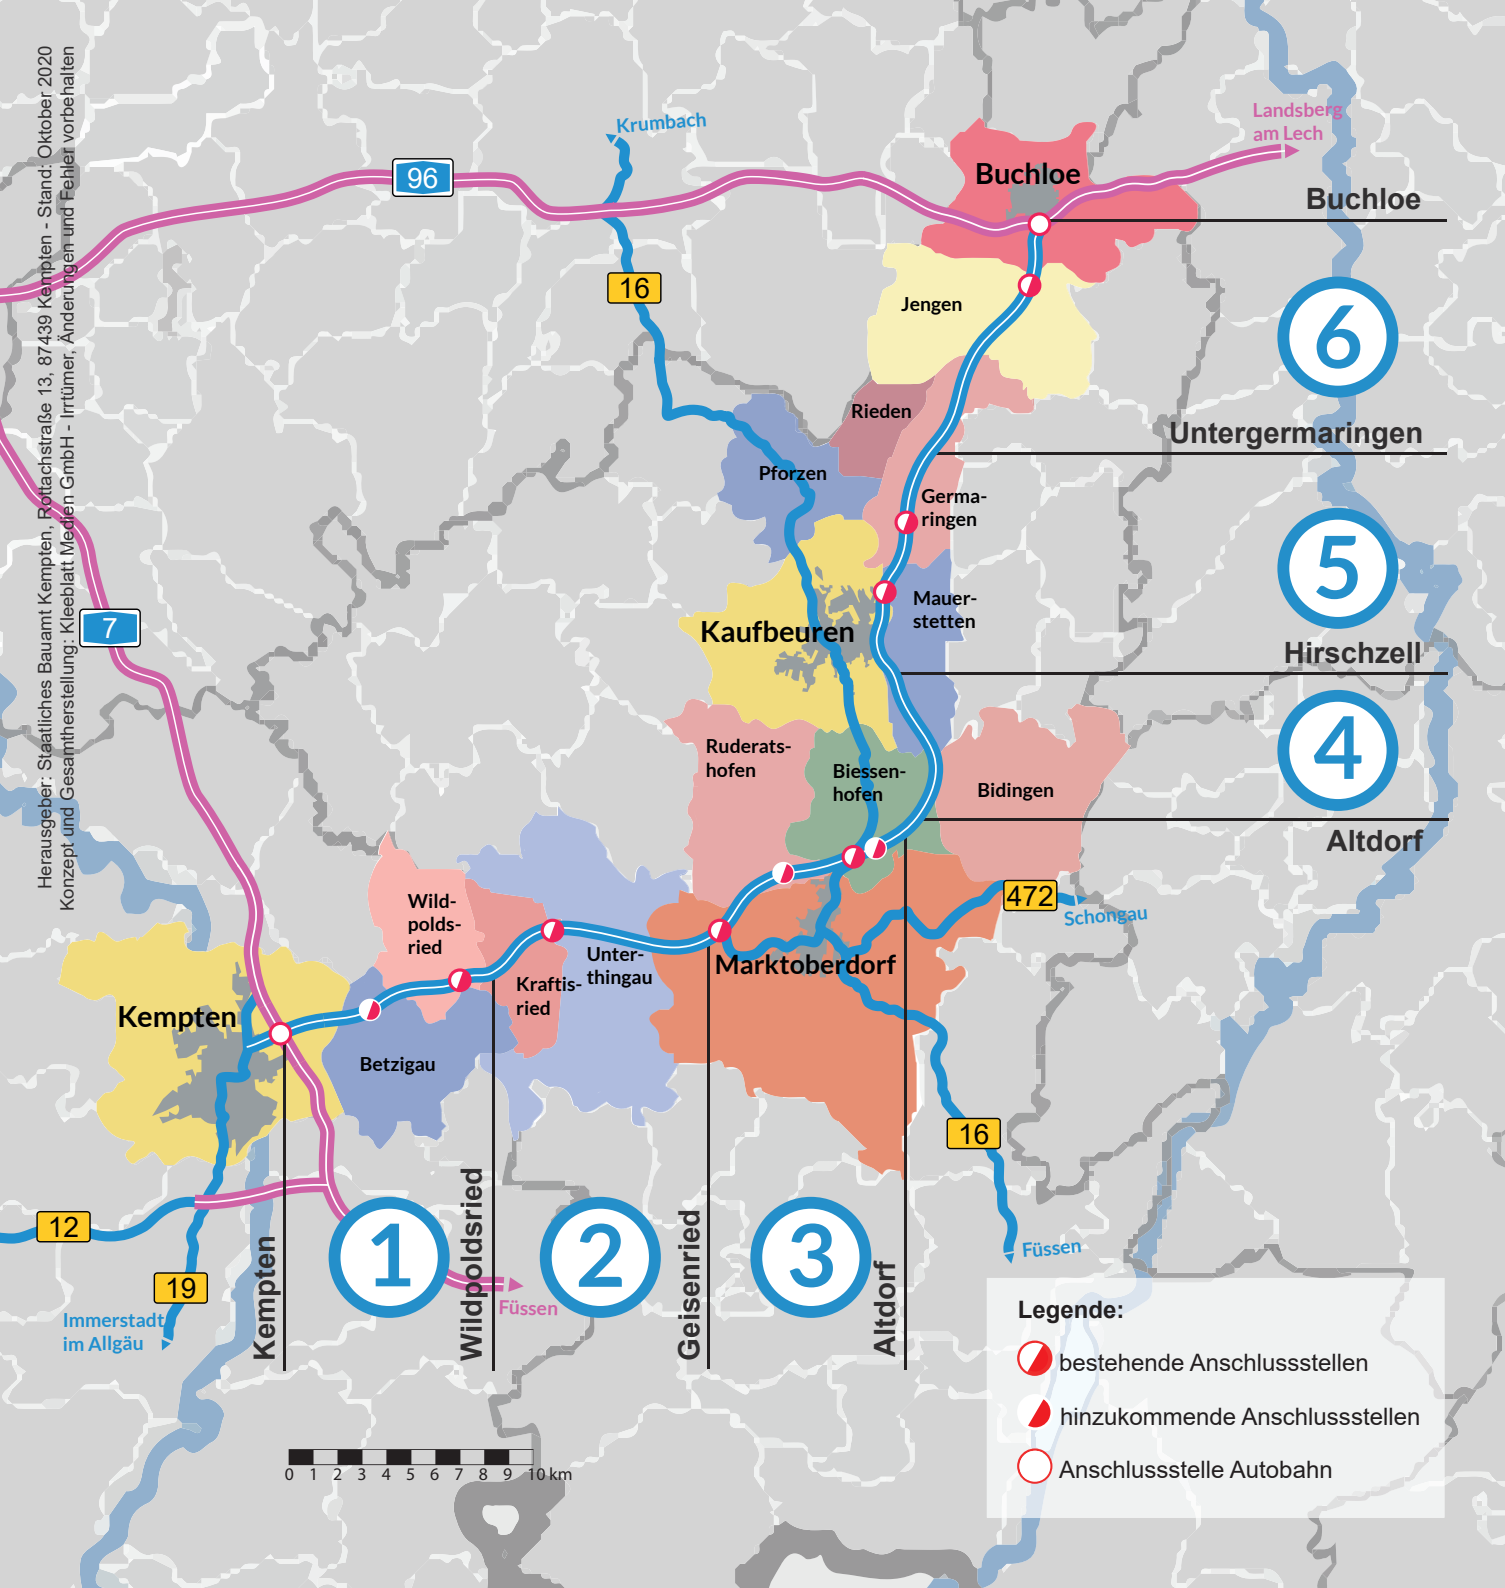 Herausgeber: Staatliches Bauamt Kempten, Rottachstraße 13, 87439 Kempten - Stand: Oktober 2020
Konzept und Gesamtherstellung: Kleeblatt Medien GmbH - Irrtümer, Änderungen und Fehler vorbehalten
Krumbach
Landsberg
am Lech
96
Buchloe
Buchloe
16
Jengen
6
Rieden
Untergermaringen
Pforzen
Germa-
ringen
5
7
Mauer-
stetten
Kaufbeuren
Hirschzell
4
Ruderats-
hofen
Biessen-
hofen
Bidingen
Altdorf
Wild-
polds-
ried
472
Schongau
Unter-
thingau
Marktoberdorf
Kraftis-
ried
Kempten
Betzigau
16
12
19
Immerstadt
im Allgäu
Kempten
1
Wildpoldsried
Füssen
2
Geisenried
3
Altdorf
Füssen
Legende:
bestehende Anschlussstellen
hinzukommende Anschlussstellen
Anschlussstelle Autobahn
0 1 2 3 4 5 6 7 8 9 10 km